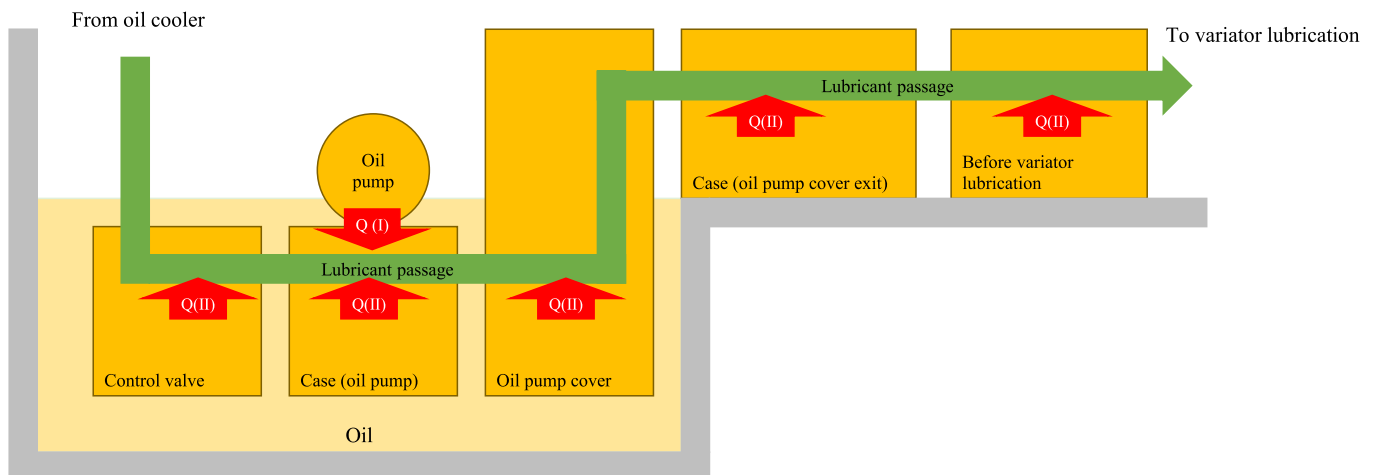 From oil cooler
To variator lubrication
Lubricant passage
Q(II)
Q(II)
Oil
pump
Case (oil pump cover exit)
Before variator
lubrication
Q (I)
Lubricant passage
Q(II)
Q(II)
Q(II)
Control valve
Case (oil pump)
Oil pump cover
Oil